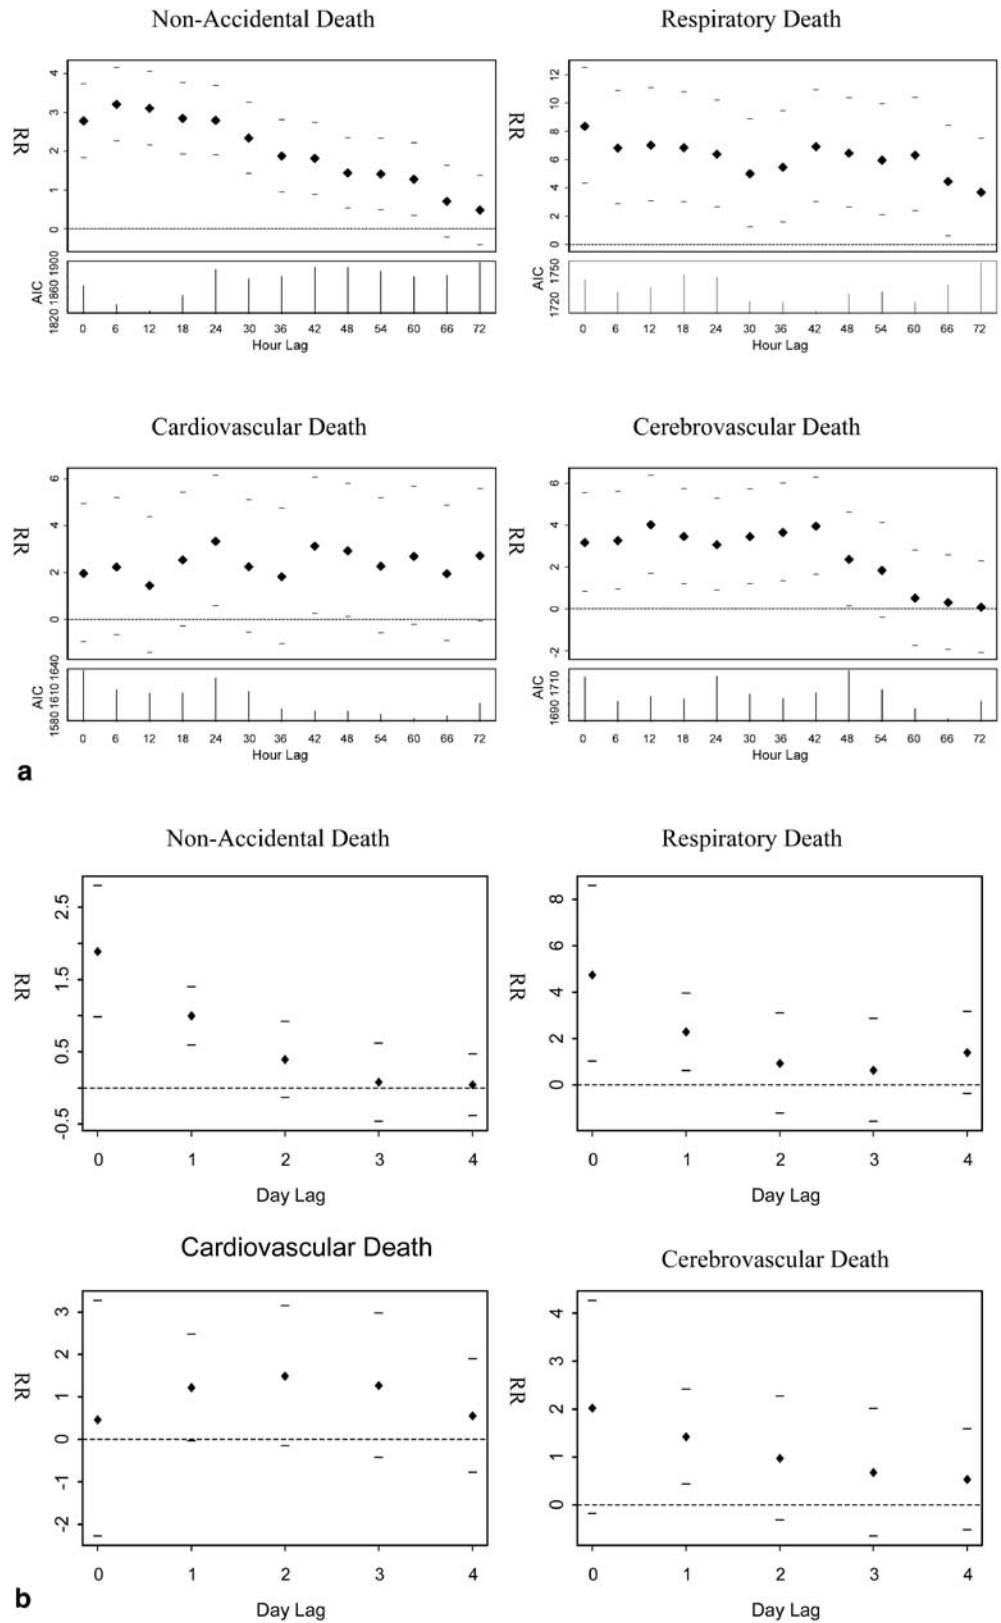 Non-Accidental Death
RR
4
3
2
1
0
AIC
1820 1860 1900
0 6 12 18 24 30 36 42 48 54 60 66 72
Hour Lag
Respiratory Death
RR
12
10
8
6
4
2
0
AIC
1720 1750
0 6 12 18 24 30 36 42 48 54 60 66 72
Hour Lag
Cardiovascular Death
RR
6
4
2
0
AIC
1580 1610 1640
0 6 12 18 24 30 36 42 48 54 60 66 72
Hour Lag
Cerebrovascular Death
RR
6
4
2
0
-2
AIC
1690 1710
0 6 12 18 24 30 36 42 48 54 60 66 72
Hour Lag
a
Non-Accidental Death
RR
2.5
1.5
0.5
-0.5
0 1 2 3 4
Day Lag
Respiratory Death
RR
8
6
4
2
0
0 1 2 3 4
Day Lag
Cardiovascular Death
RR
3
2
1
0
-1
-2
0 1 2 3 4
Day Lag
Cerebrovascular Death
RR
4
3
2
1
0
0 1 2 3 4
Day Lag
b